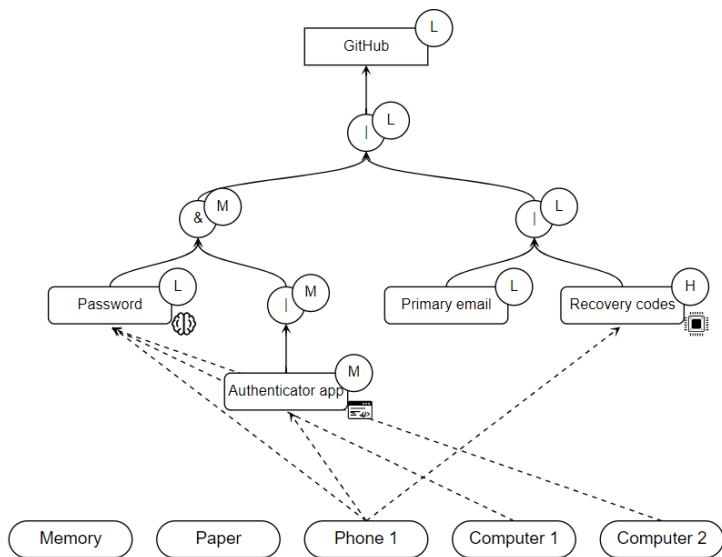 L
GitHub
| L
& M
| L
L
Password
| M
L
Primary email
H
Recovery codes
M
Authenticator app
Memory
Paper
Phone 1
Computer 1
Computer 2